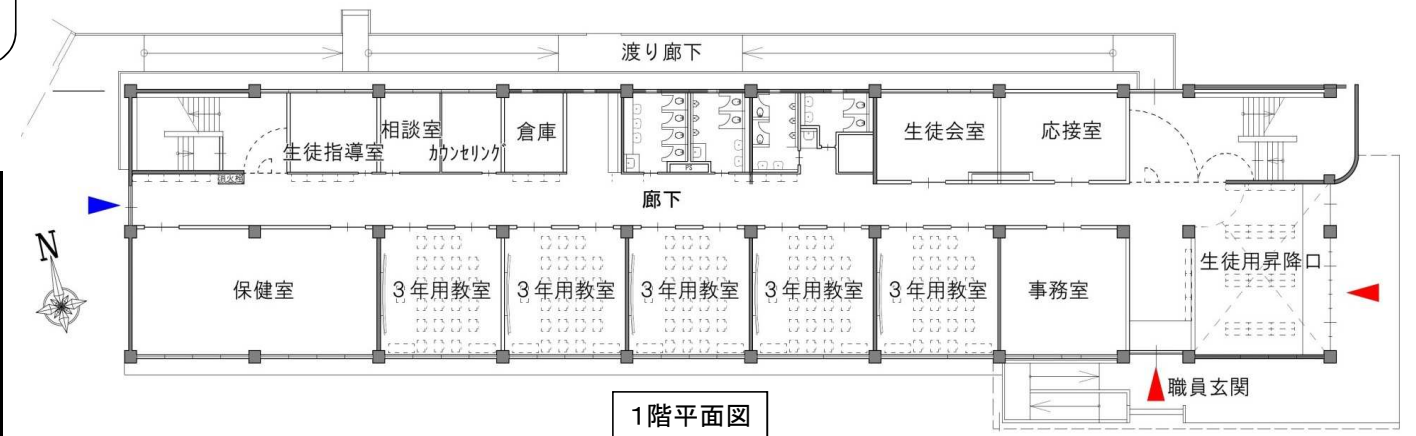 渡り廊下
生徒指導室
相談室
カウンセリング
倉庫
PS
生徒会室
応接室
消火栓
廊下
N
保健室
3年用教室
3年用教室
3年用教室
3年用教室
3年用教室
事務室
生徒用昇降口
職員玄関
1階平面図